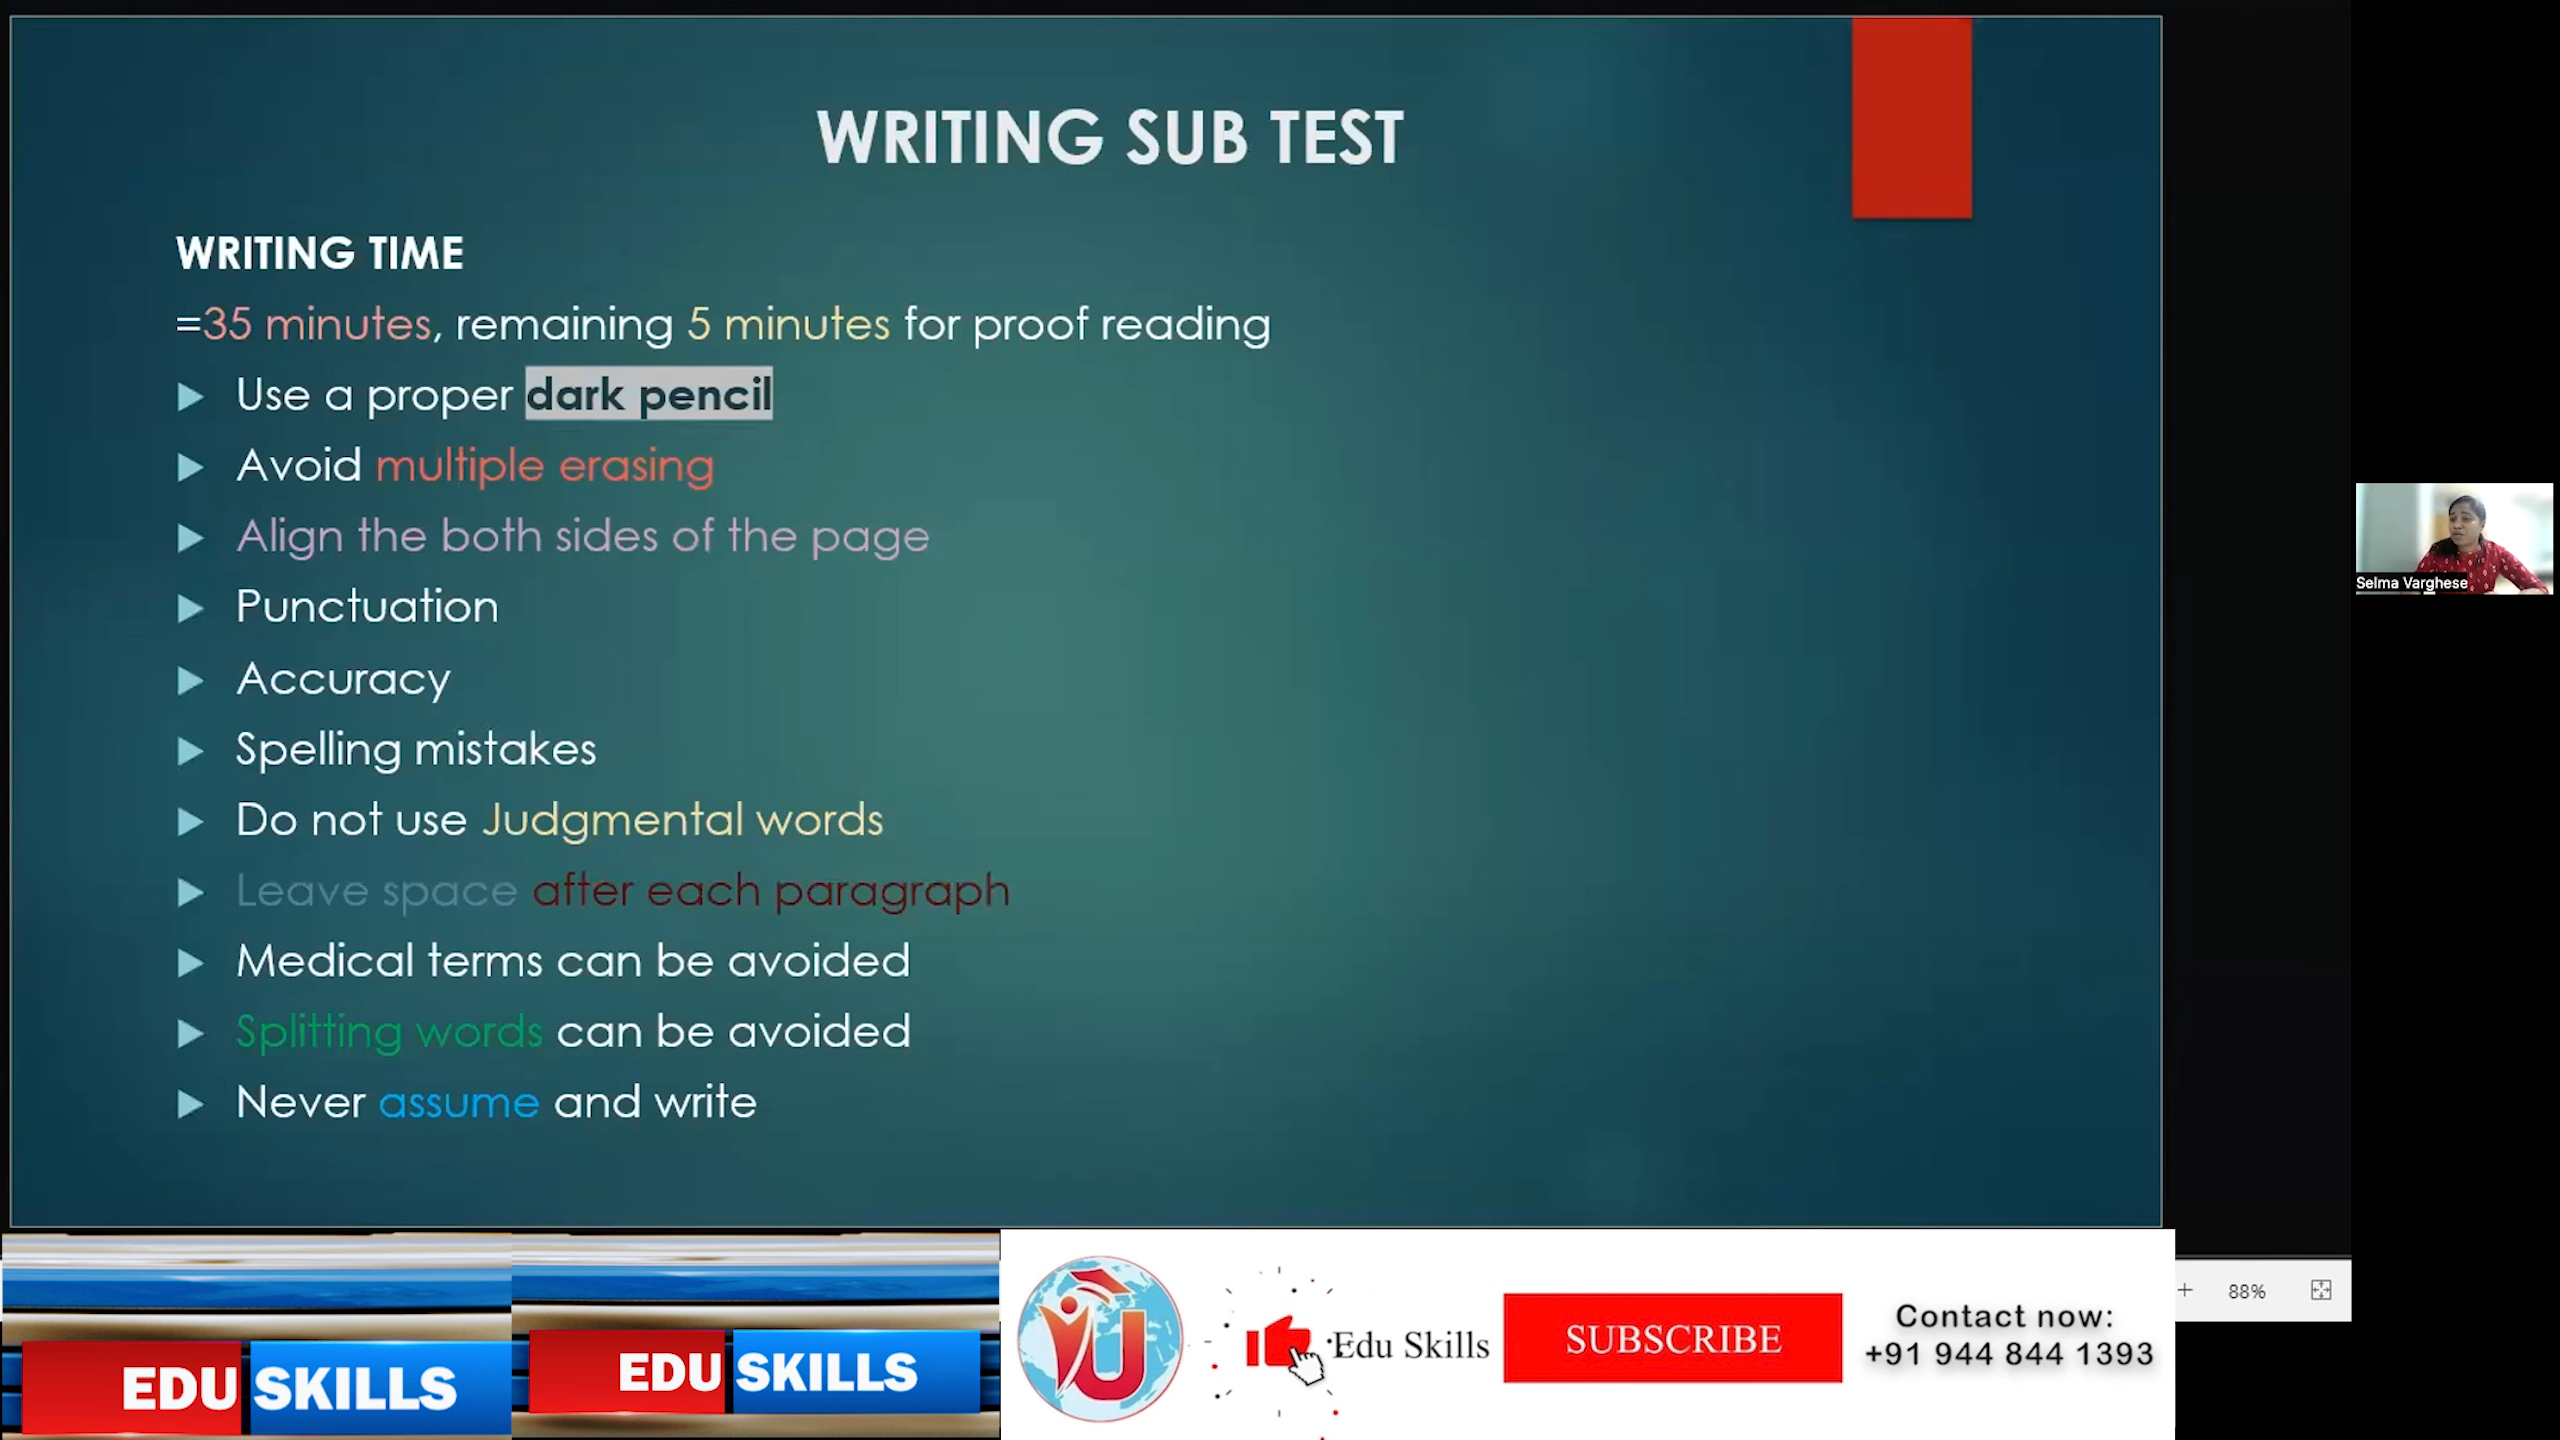 WRITING SUB TEST
WRITING TIME
=35 minutes, remaining 5 minutes for proof reading
Use a proper dark pencil
Avoid multiple erasing
Align the both sides of the page
Punctuation
Accuracy
Spelling mistakes
Do not use Judgmental words
Leave space after each paragraph
Medical terms can be avoided
Splitting words can be avoided
Never assume and write
Selma Varghese
EDU SKILLS
EDU SKILLS
Edu Skills
SUBSCRIBE
Contact now:
+91 944 844 1393
+ 88%